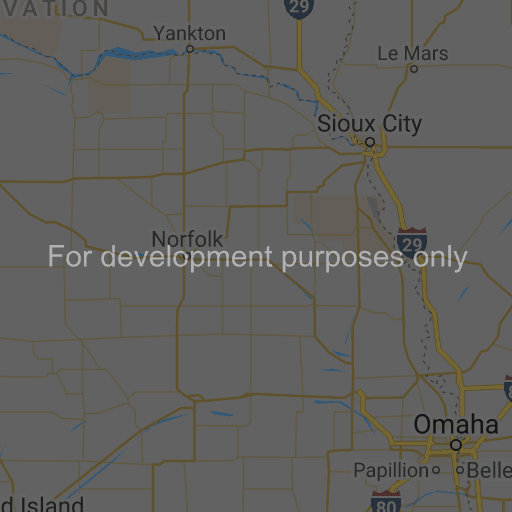 VATION
Yankton
29
Le Mars
Sioux City
Norfolk
29
For development purposes only
Omaha
Papillion
Belle
d Island
80